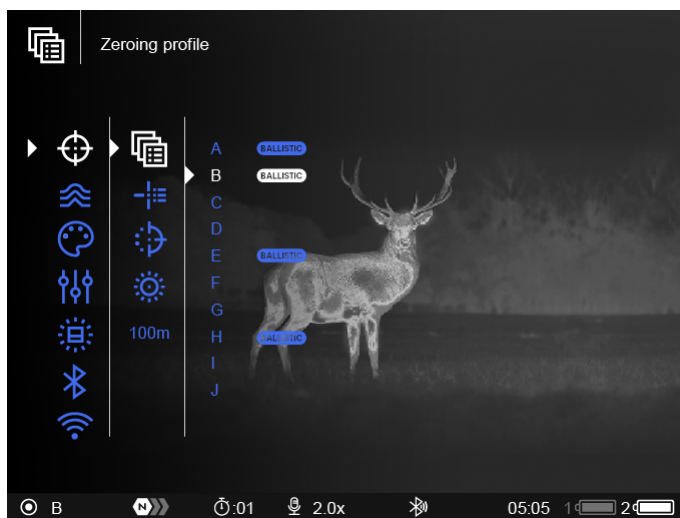 Zeroing profile
A BALLISTIC
B BALLISTIC
C
D
E BALLISTIC
F
G
100m
H BALLISTIC
I
J
B N :01 2.0x 05:05 1 2